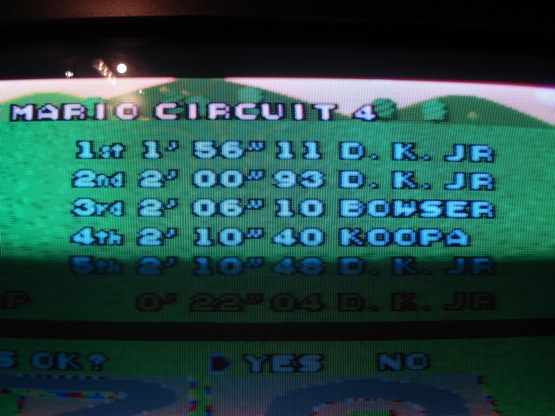 MARIO CIRCUIT 4
1st 1' 56" 11 D. K. JR
2nd 2' 00" 93 D. K. JR
3rd 2' 06" 10 BOWSER
4th 2' 10" 40 KOOPA
5th 2' 10" 48 D. K. JR
P 0' 22" 04 D. K. JR
S OK? YES NO